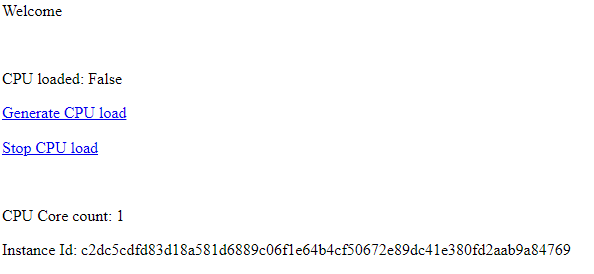 Welcome
CPU loaded: False
Generate CPU load
Stop CPU load
CPU Core count: 1
Instance Id: c2dc5cdfd83d18a581d6889c06f1e64b4cf50672e89dc41e380fd2aab9a84769